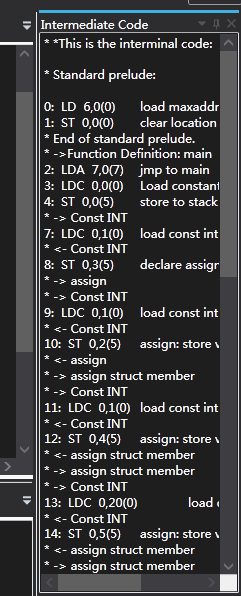 Intermediate Code
* *This is the interminal code:
* Standard prelude:
0: LD 6,0(0) load maxaddr
1: ST 0,0(0) clear location
* End of standard prelude.
* ->Function Definition: main
2: LDA 7,0(7) jmp to main
3: LDC 0,0(0) Load constant
4: ST 0,0(5) store to stack
* -> Const INT
7: LDC 0,1(0) load const int
* <- Const INT
8: ST 0,3(5) declare assign
* -> assign
* -> Const INT
9: LDC 0,1(0) load const int
* <- Const INT
10: ST 0,2(5) assign: store v
* <- assign
* -> assign struct member
* -> Const INT
11: LDC 0,1(0) load const int
* <- Const INT
12: ST 0,4(5) assign: store v
* <- assign struct member
* -> assign struct member
* -> Const INT
13: LDC 0,20(0) load c
* <- Const INT
14: ST 0,5(5) assign: store v
* <- assign struct member
* -> assign struct member